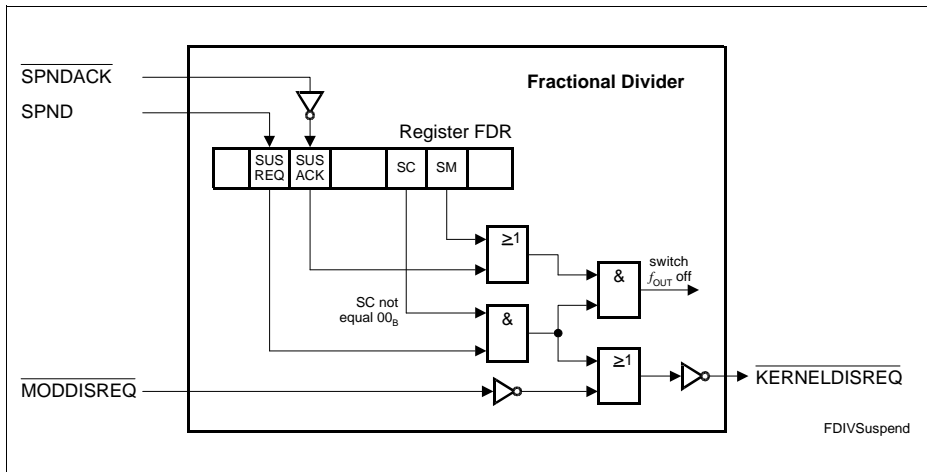 SPNDACK
SPND
Fractional Divider
Register FDR
SUS
REQ
SUS
ACK
SC
SM
≥1
&
switch
fOUT off
SC not
equal 00B
&
≥1
MODDISREQ
KERNELDISREQ
FDIVSuspend